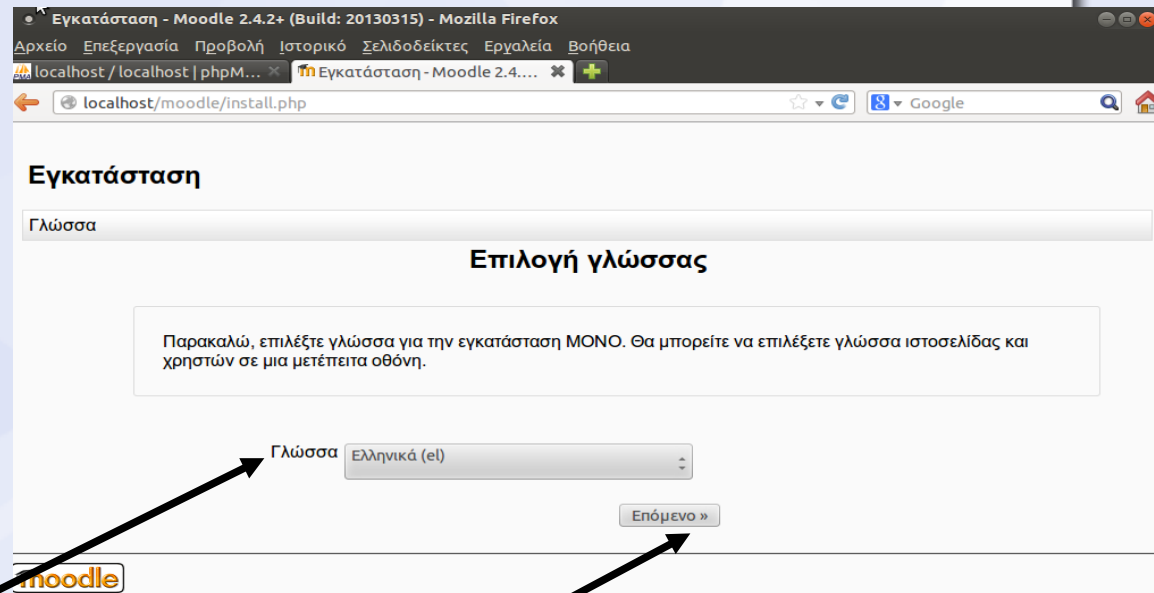 Εγκατάσταση - Moodle 2.4.2+ (Build: 20130315) - Mozilla Firefox
Αρχείο Επεξεργασία Προβολή Ιστορικό Σελιδοδείκτες Εργαλεία Βοήθεια
localhost / localhost | phpM... Εγκατάσταση - Moodle 2.4....
localhost/moodle/install.php Google
Εγκατάσταση
Γλώσσα
Επιλογή γλώσσας
Παρακαλώ, επιλέξτε γλώσσα για την εγκατάσταση ΜΟΝΟ. Θα μπορείτε να επιλέξετε γλώσσα ιστοσελίδας και
χρηστών σε μια μετέπειτα οθόνη.
Γλώσσα Ελληνικά (el)
Επόμενο »
moodle